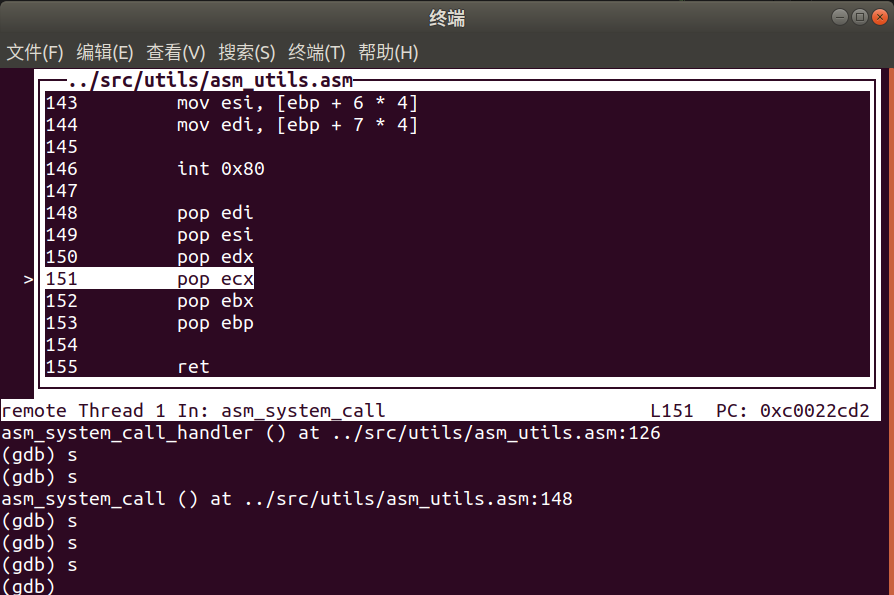 终端
文件(F) 编辑(E) 查看(V) 搜索(S) 终端(T) 帮助(H)
../src/utils/asm_utils.asm
143         mov esi, [ebp + 6 * 4]
144         mov edi, [ebp + 7 * 4]
145
146         int 0x80
147
148         pop edi
149         pop esi
150         pop edx
>151         pop ecx
152         pop ebx
153         pop ebp
154
155         ret
remote Thread 1 In: asm_system_call                        L151  PC: 0xc0022cd2
asm_system_call_handler () at ../src/utils/asm_utils.asm:126
(gdb) s
(gdb) s
asm_system_call () at ../src/utils/asm_utils.asm:148
(gdb) s
(gdb) s
(gdb) s
(gdb)